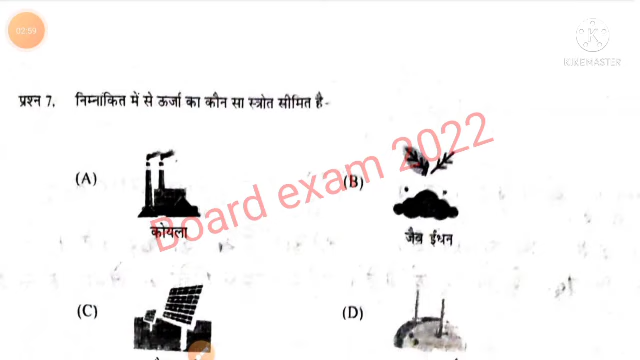 02:59
KINEMASTER
प्रश्न 7. निम्नांकित में से ऊर्जा का कौन सा स्त्रोत सीमित है-
Board exam 2022
(A)
(B)
कोयला
जैव ईंधन
(C)
(D)